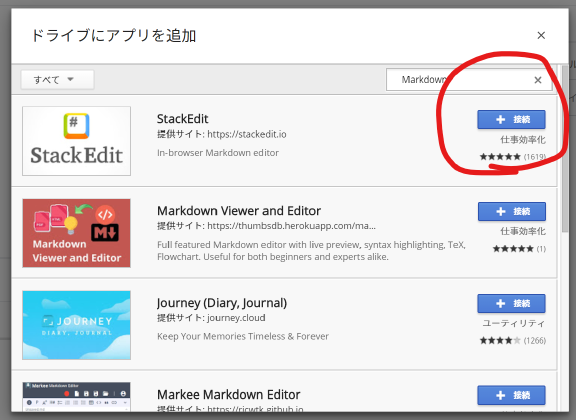 ドライブにアプリを追加
×
すべて
Markdown
×
#
StackEdit
StackEdit
提供サイト: https://stackedit.io
In-browser Markdown editor
+ 接続
仕事効率化
★★★★★ (1619)
Markdown
Viewer and Editor
Markdown Viewer and Editor
提供サイト: https://thumbsdb.herokuapp.com/ma...
Full featured Markdown editor with live preview, syntax highlighting, TeX,
Flowchart. Useful for both beginners and experts alike.
+ 接続
仕事効率化
★★★★★ (1)
JOURNEY
DIARY, JOURNAL
Journey (Diary, Journal)
提供サイト: journey.cloud
Keep Your Memories Timeless & Forever
+ 接続
ユーティリティ
★★★★★ (1266)
Markee Markdown Editor
Markee Markdown Editor
提供サイト: https://ricwtk.github.io
+ 接続